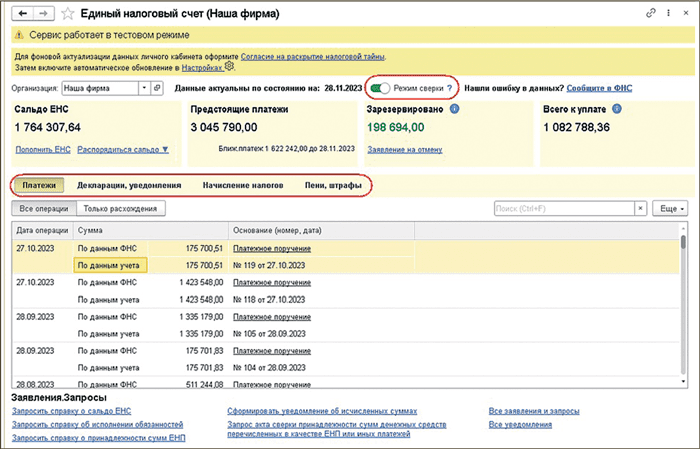 Единый налоговый счет (Наша фирма)
Сервис работает в тестовом режиме
Для фоновой актуализации данных личного кабинета оформите Согласие на раскрытие налоговой тайны.
Затем включите автоматическое обновление в Настройках.
Организация: Наша фирма Данные актуальны по состоянию на: 28.11.2023 Режим сверки ? Нашли ошибку в данных? Сообщите в ФНС
Сальдо ЕНС Предстоящие платежи Зарезервировано Всего к уплате
1 764 307,64 3 045 790,00 198 694,00 1 082 788,36
Пополнить ЕНС Распорядиться сальдо Ближ.платеж 1 622 242,00 до 28.11.2023 Заявление на отмену
Платежи Декларации, уведомления Начисление налогов Пени, штрафы
Все операции Только расхождения Поиск (Ctrl+F) × Еще
Дата операции Сумма Основание (номер, дата)
27.10.2023 По данным ФНС 175 700,51 Платежное поручение
По данным учета 175 700,51 № 119 от 27.10.2023
27.10.2023 По данным ФНС 1 423 548,00 Платежное поручение
По данным учета 1 423 548,00 № 118 от 27.10.2023
28.09.2023 По данным ФНС 1 335 179,00 Платежное поручение
По данным учета 1 335 179,00 № 105 от 28.09.2023
28.09.2023 По данным ФНС 175 701,83 Платежное поручение
По данным учета 175 701,83 № 104 от 28.09.2023
28.08.2023 По данным ФНС 511 244,08 Платежное поручение
Заявления.Запросы
Запросить справку о сальдо ЕНС Сформировать уведомление об исчисленных суммах Все заявления и запросы
Запросить справку об исполнении обязанностей Запрос акта сверки принадлежности сумм денежных средств Все уведомления
Запросить справку о принадлежности сумм ЕНП перечисленных в качестве ЕНП или иных платежей